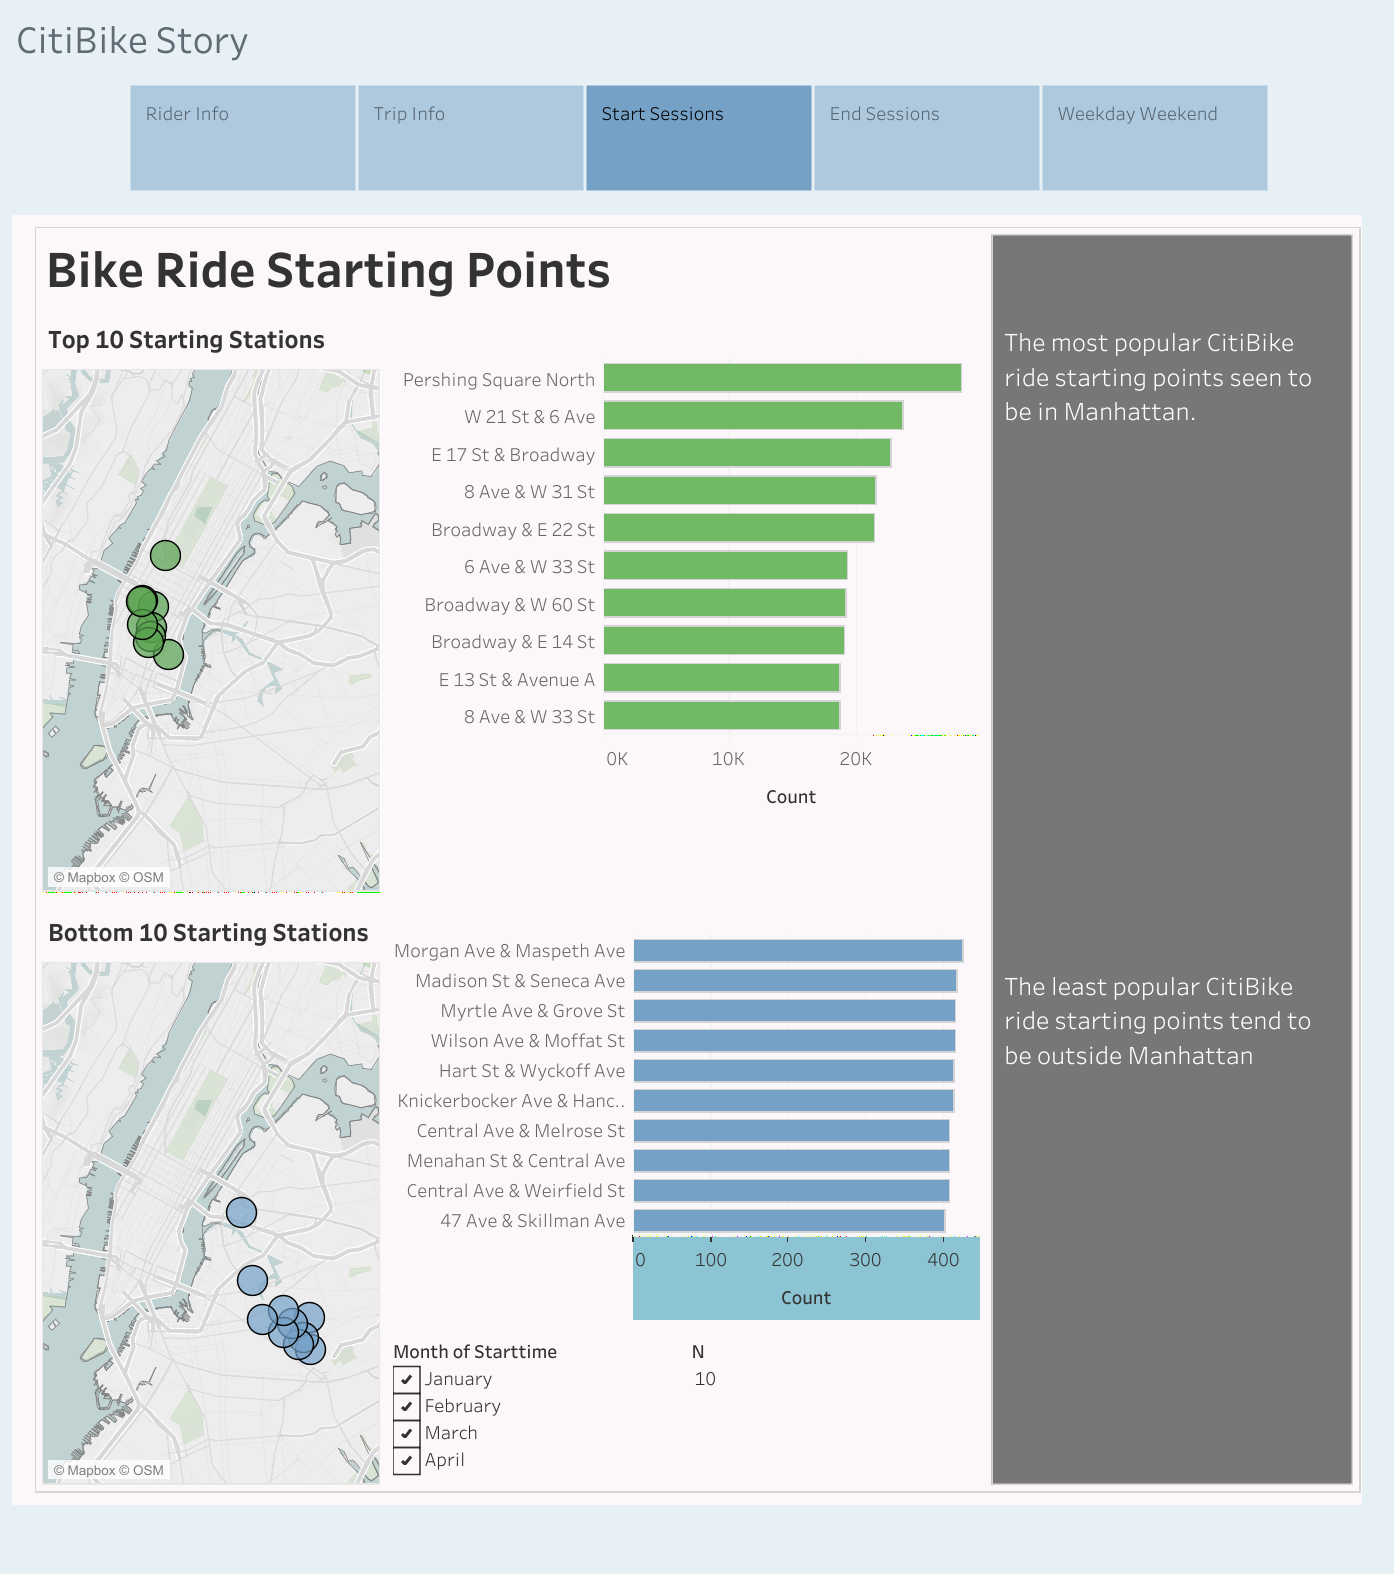 CitiBike Story
Rider Info
Trip Info
Start Sessions
End Sessions
Weekday Weekend
Bike Ride Starting Points
Top 10 Starting Stations
© Mapbox © OSM
Pershing Square North
W 21 St & 6 Ave
E 17 St & Broadway
8 Ave & W 31 St
Broadway & E 22 St
6 Ave & W 33 St
Broadway & W 60 St
Broadway & E 14 St
E 13 St & Avenue A
8 Ave & W 33 St
0K 10K 20K
Count
The most popular CitiBike
ride starting points seen to
be in Manhattan.
Bottom 10 Starting Stations
© Mapbox © OSM
Morgan Ave & Maspeth Ave
Madison St & Seneca Ave
Myrtle Ave & Grove St
Wilson Ave & Moffat St
Hart St & Wyckoff Ave
Knickerbocker Ave & Hanc..
Central Ave & Melrose St
Menahan St & Central Ave
Central Ave & Weirfield St
47 Ave & Skillman Ave
0 100 200 300 400
Count
The least popular CitiBike
ride starting points tend to
be outside Manhattan
Month of Starttime
January
February
March
April
N
10